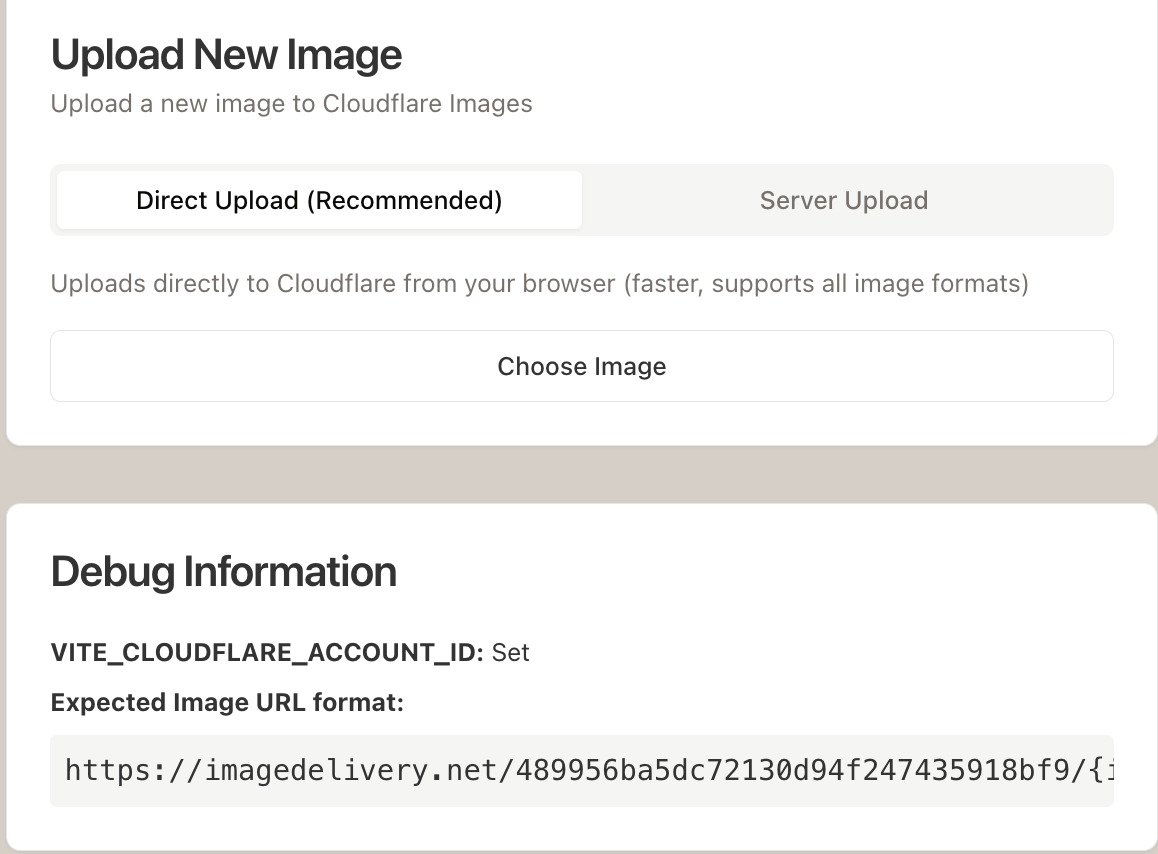 Upload New Image
Upload a new image to Cloudflare Images
Direct Upload (Recommended)
Server Upload
Uploads directly to Cloudflare from your browser (faster, supports all image formats)
Choose Image
Debug Information
VITE_CLOUDFLARE_ACCOUNT_ID: Set
Expected Image URL format:
https://imagedelivery.net/489956ba5dc72130d94f247435918bf9/{i